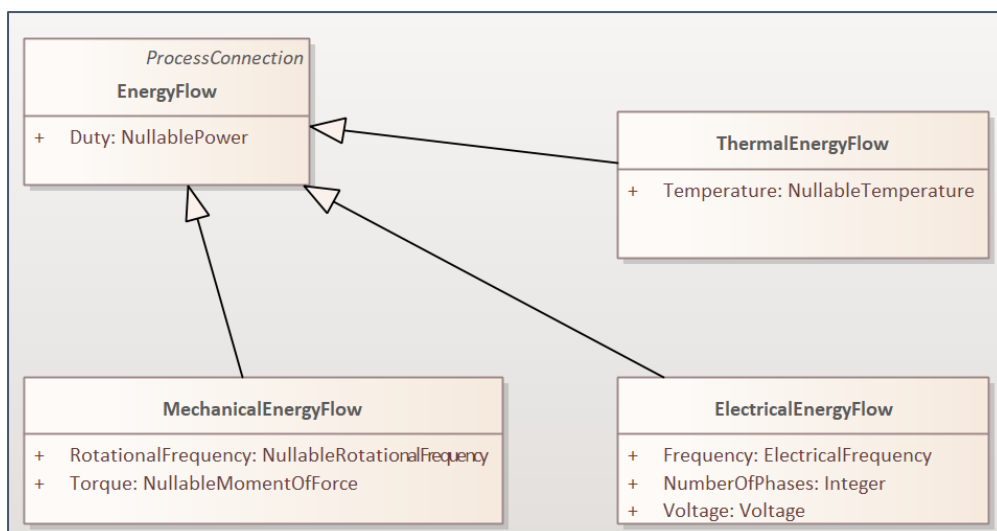 ProcessConnection
EnergyFlow
+ Duty: NullablePower
ThermalEnergyFlow
+ Temperature: NullableTemperature
MechanicalEnergyFlow
+ RotationalFrequency: NullableRotationalFrequency
+ Torque: NullableMomentOfForce
ElectricalEnergyFlow
+ Frequency: ElectricalFrequency
+ NumberOfPhases: Integer
+ Voltage: Voltage